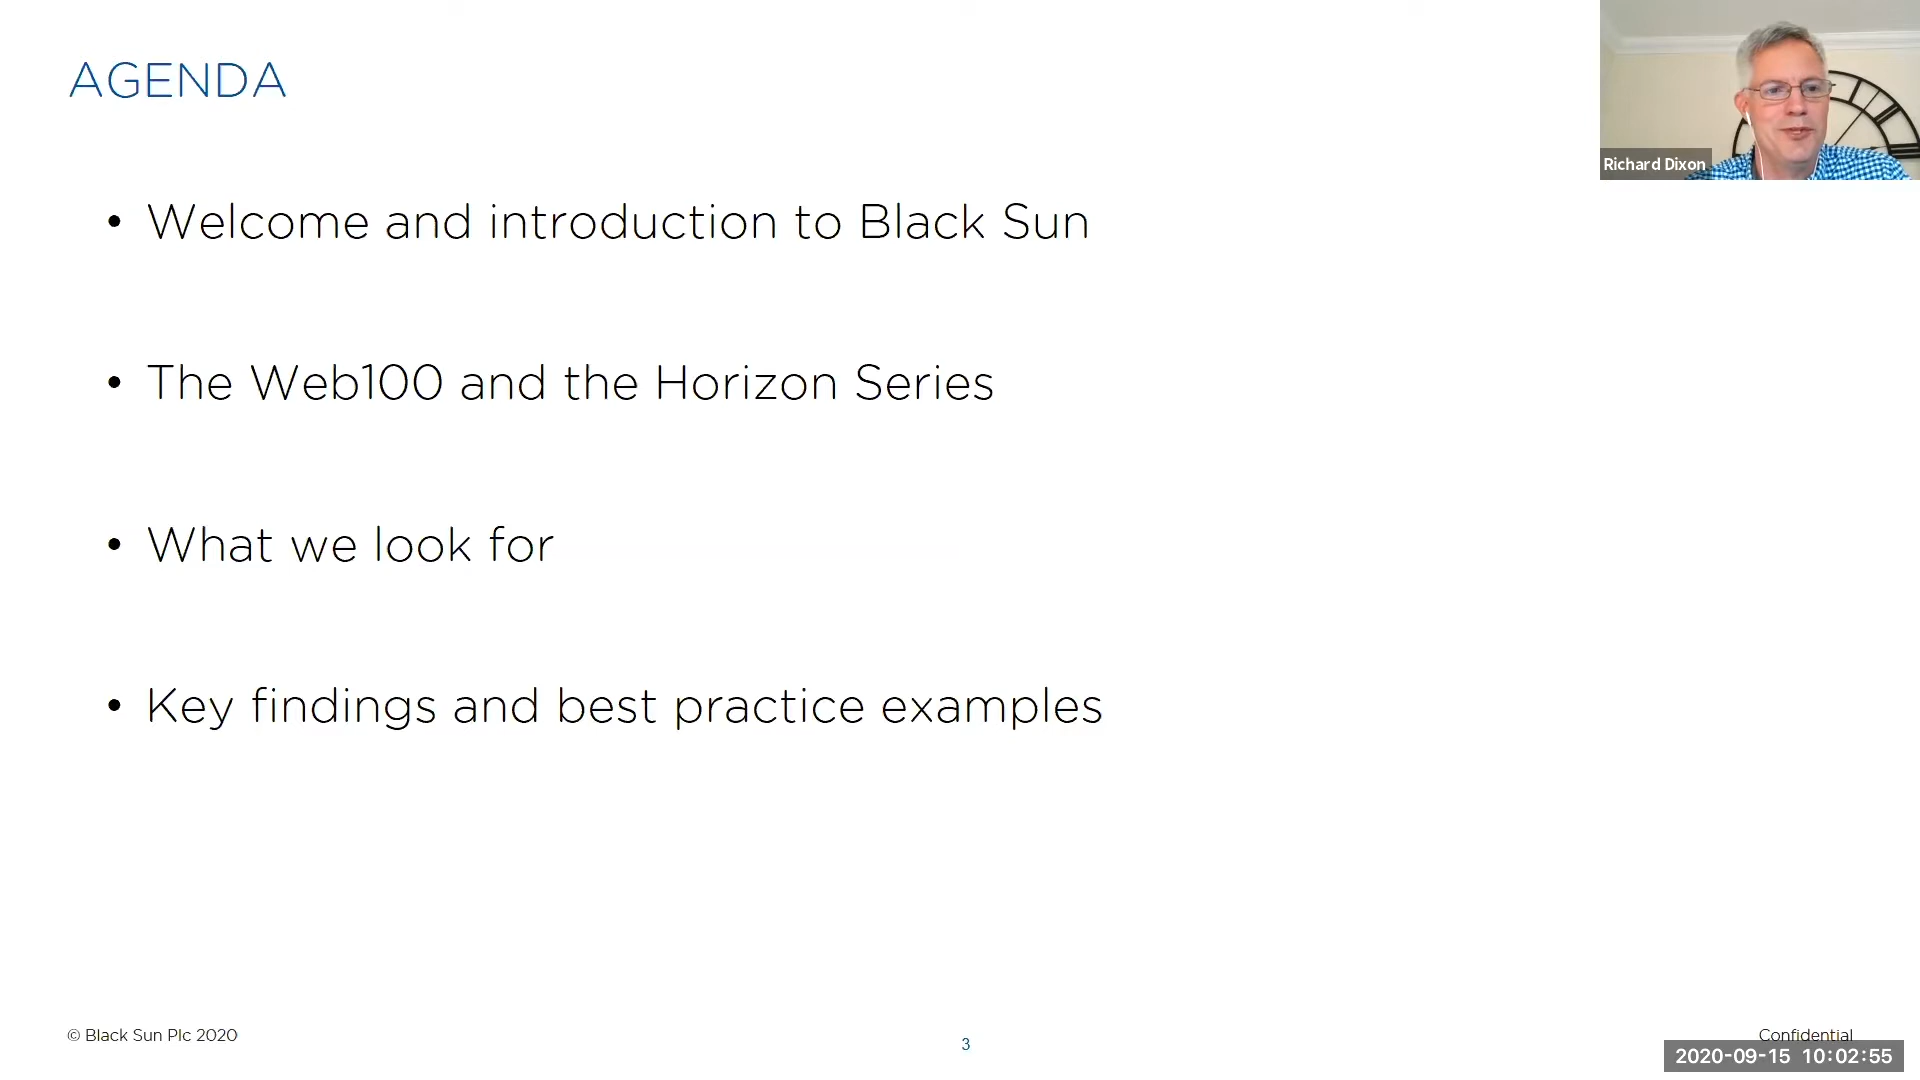 AGENDA
Richard Dixon
• Welcome and introduction to Black Sun
• The Web100 and the Horizon Series
• What we look for
• Key findings and best practice examples
© Black Sun Plc 2020
3
Confidential
2020-09-15 10:02:55